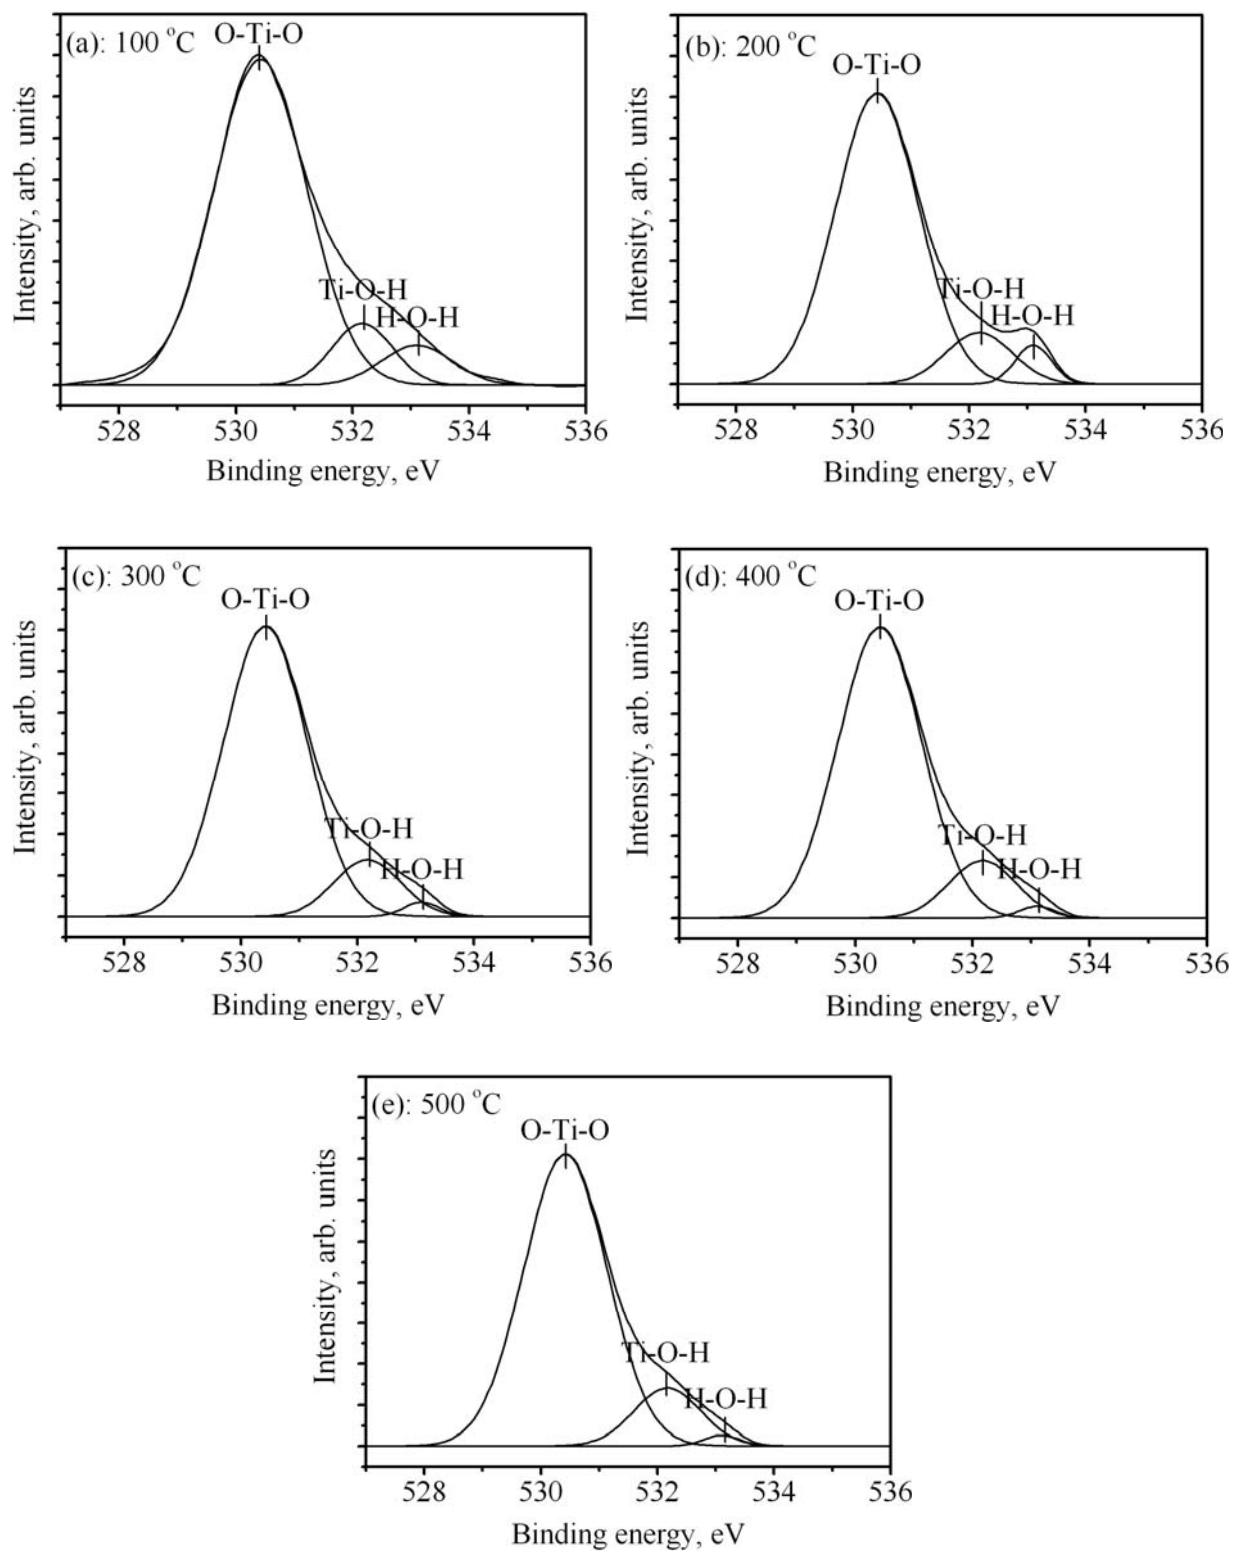 (a): 100 °C
O-Ti-O
Ti-O-H
H-O-H
Intensity, arb. units
528 530 532 534 536
Binding energy, eV
(b): 200 °C
O-Ti-O
Ti-O-H
H-O-H
Intensity, arb. units
528 530 532 534 536
Binding energy, eV
(c): 300 °C
O-Ti-O
Ti-O-H
H-O-H
Intensity, arb. units
528 530 532 534 536
Binding energy, eV
(d): 400 °C
O-Ti-O
Ti-O-H
H-O-H
Intensity, arb. units
528 530 532 534 536
Binding energy, eV
(e): 500 °C
O-Ti-O
Ti-O-H
H-O-H
Intensity, arb. units
528 530 532 534 536
Binding energy, eV